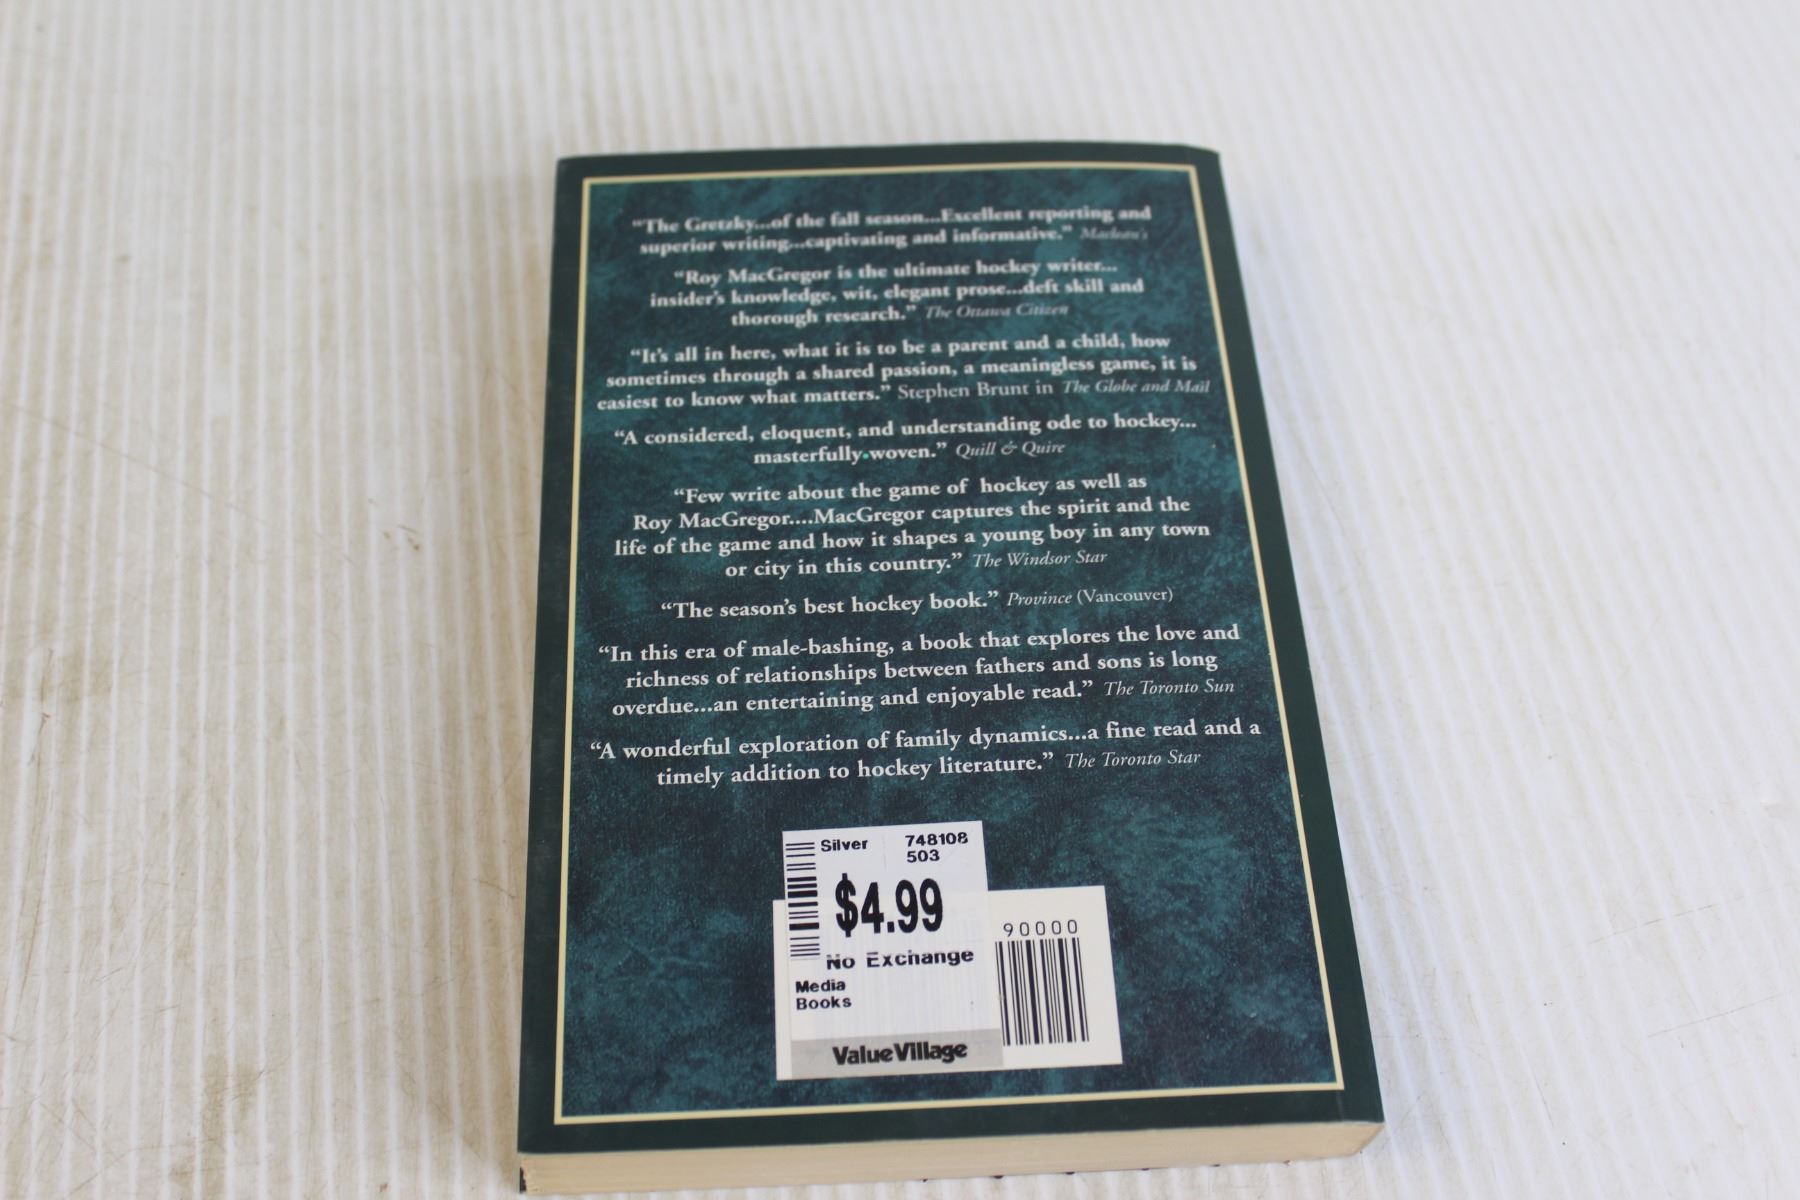 “The Gretzky...of the fall season...Excellent reporting and
superior writing...captivating and informative.” Maclean's
“Roy MacGregor is the ultimate hockey writer...
insider's knowledge, wit, elegant prose...deft skill and
thorough research.” The Ottawa Citizen
“It's all in here, what it is to be a parent and a child, how
sometimes through a shared passion, a meaningless game, it is
easiest to know what matters.” Stephen Brunt in The Globe and Mail
“A considered, eloquent, and understanding ode to hockey...
masterfully woven.” Quill & Quire
“Few write about the game of hockey as well as
Roy MacGregor....MacGregor captures the spirit and the
life of the game and how it shapes a young boy in any town
or city in this country.” The Windsor Star
“The season's best hockey book.” Province (Vancouver)
“In this era of male-bashing, a book that explores the love and
richness of relationships between fathers and sons is long
overdue...an entertaining and enjoyable read.” The Toronto Sun
“A wonderful exploration of family dynamics...a fine read and a
timely addition to hockey literature.” The Toronto Star
Silver 748108
503
$4.99
No Exchange
Media
Books
ValueVillage
90000